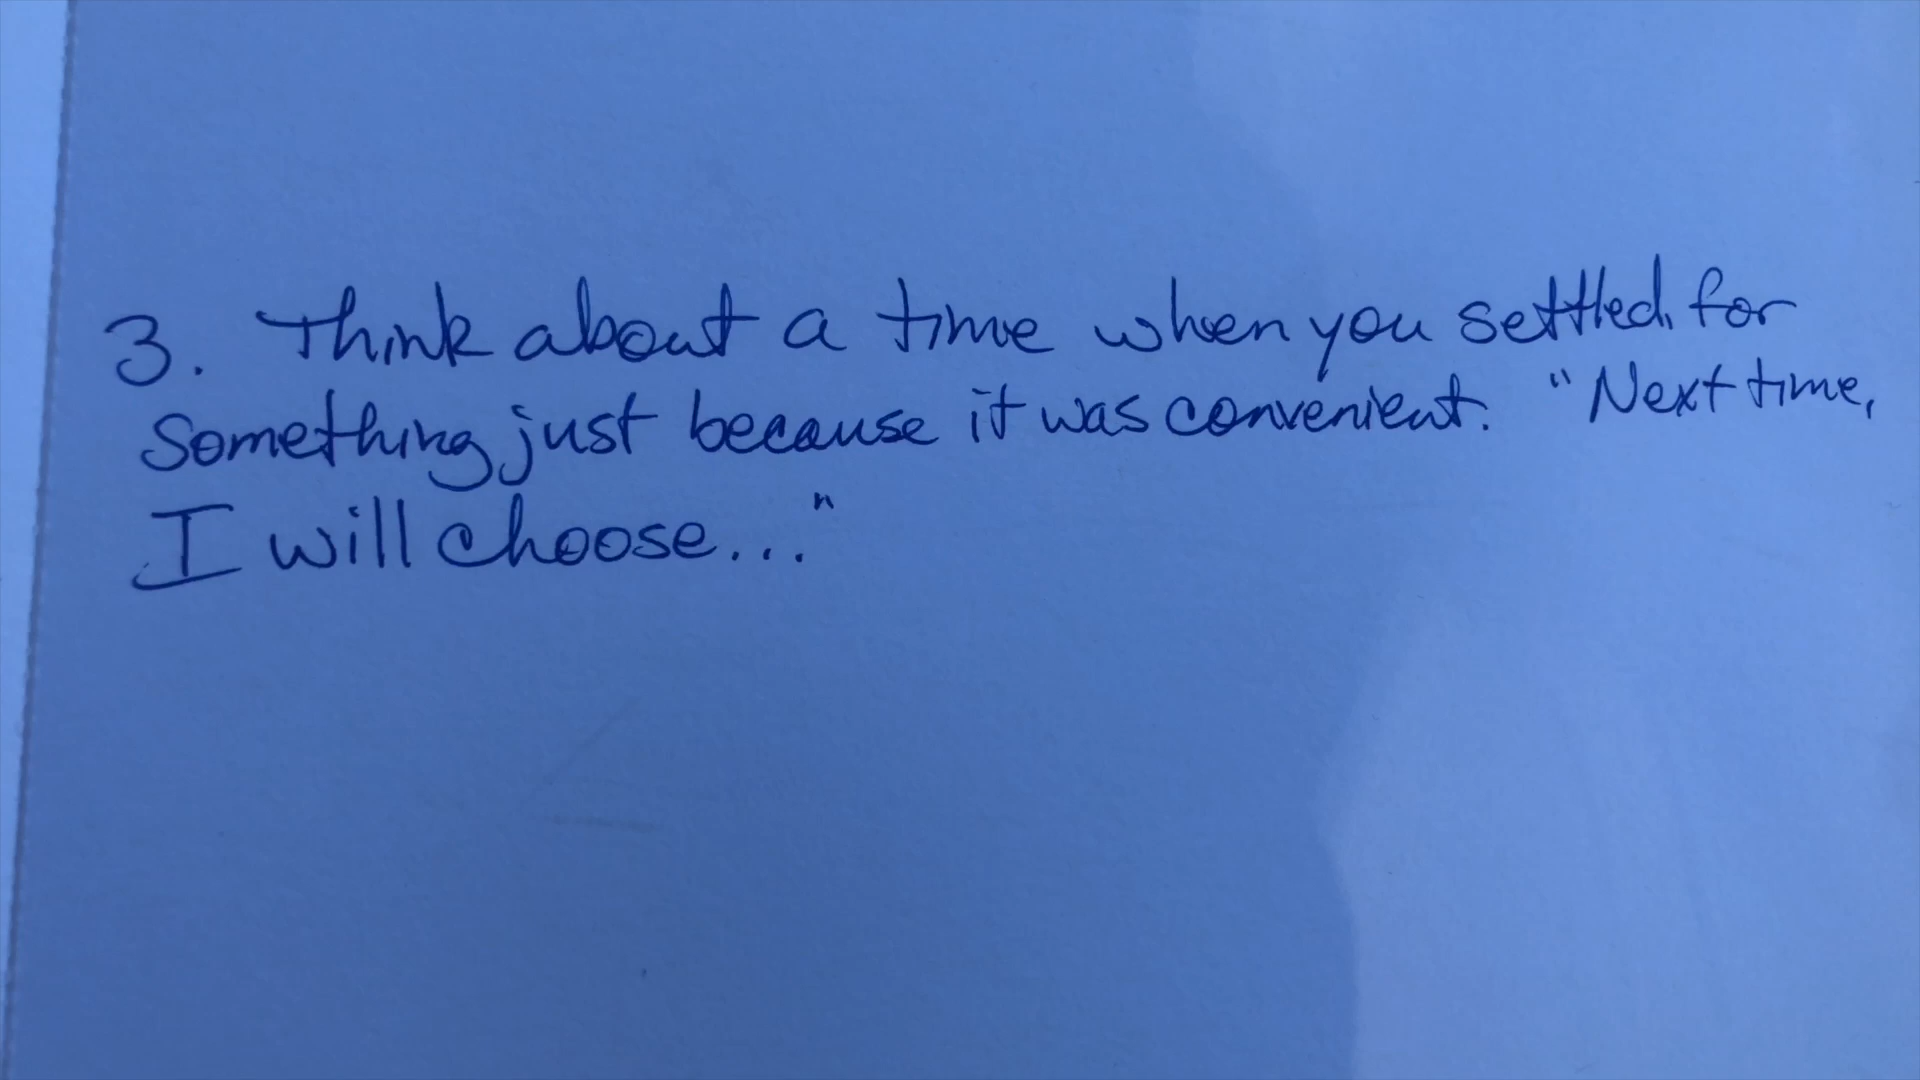 3. Think about a time when you settled for
something just because it was convenient. "Next time,
I will choose..."